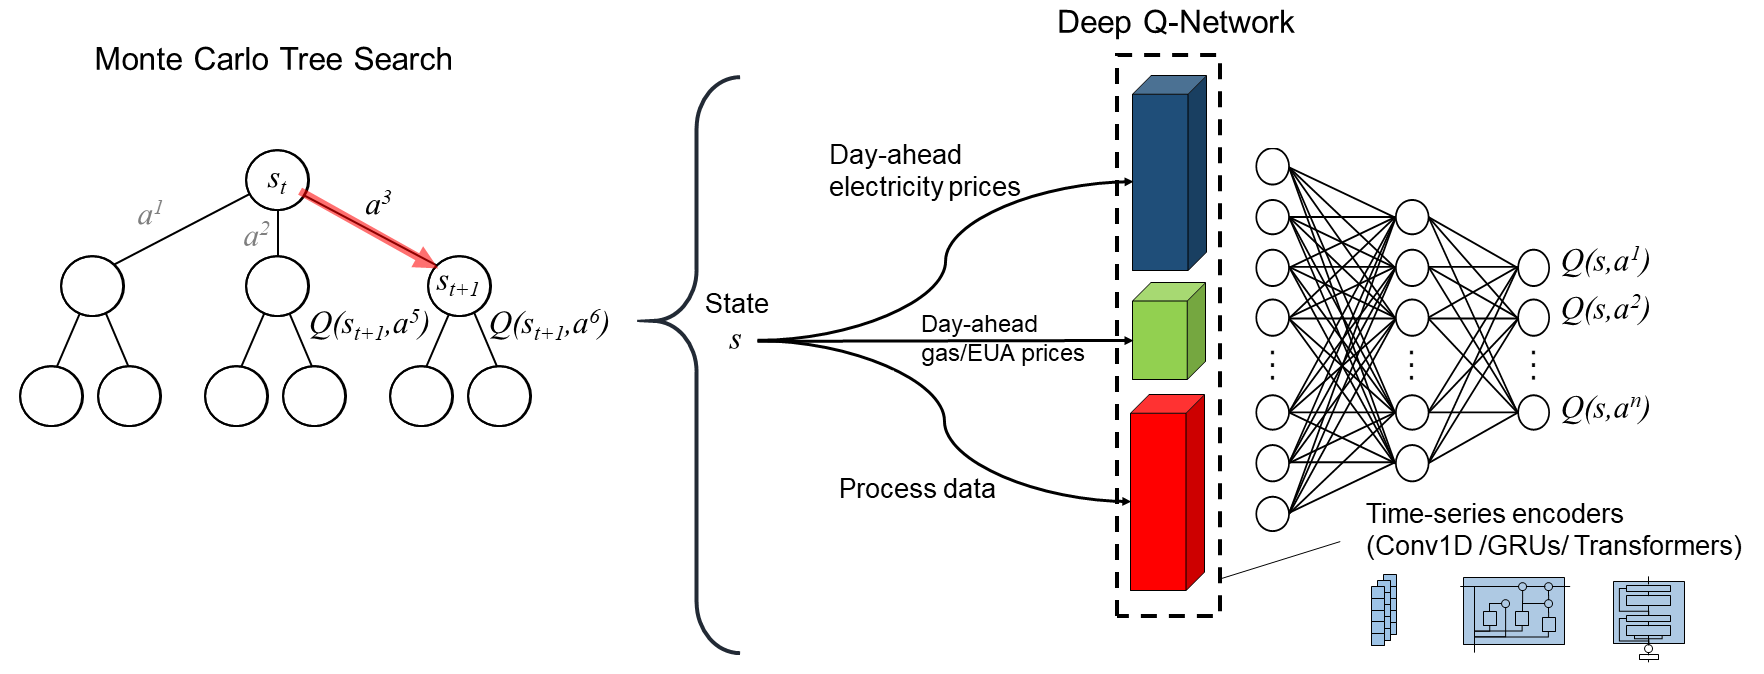 Monte Carlo Tree Search
s_t
a^1
a^2
a^3
s_{t+1}
Q(s_{t+1},a^5)
Q(s_{t+1},a^6)
State
s
Day-ahead
electricity prices
Day-ahead
gas/EUA prices
Process data
Deep Q-Network
Q(s,a^1)
Q(s,a^2)
Q(s,a^n)
Time-series encoders
(Conv1D /GRUs/ Transformers)